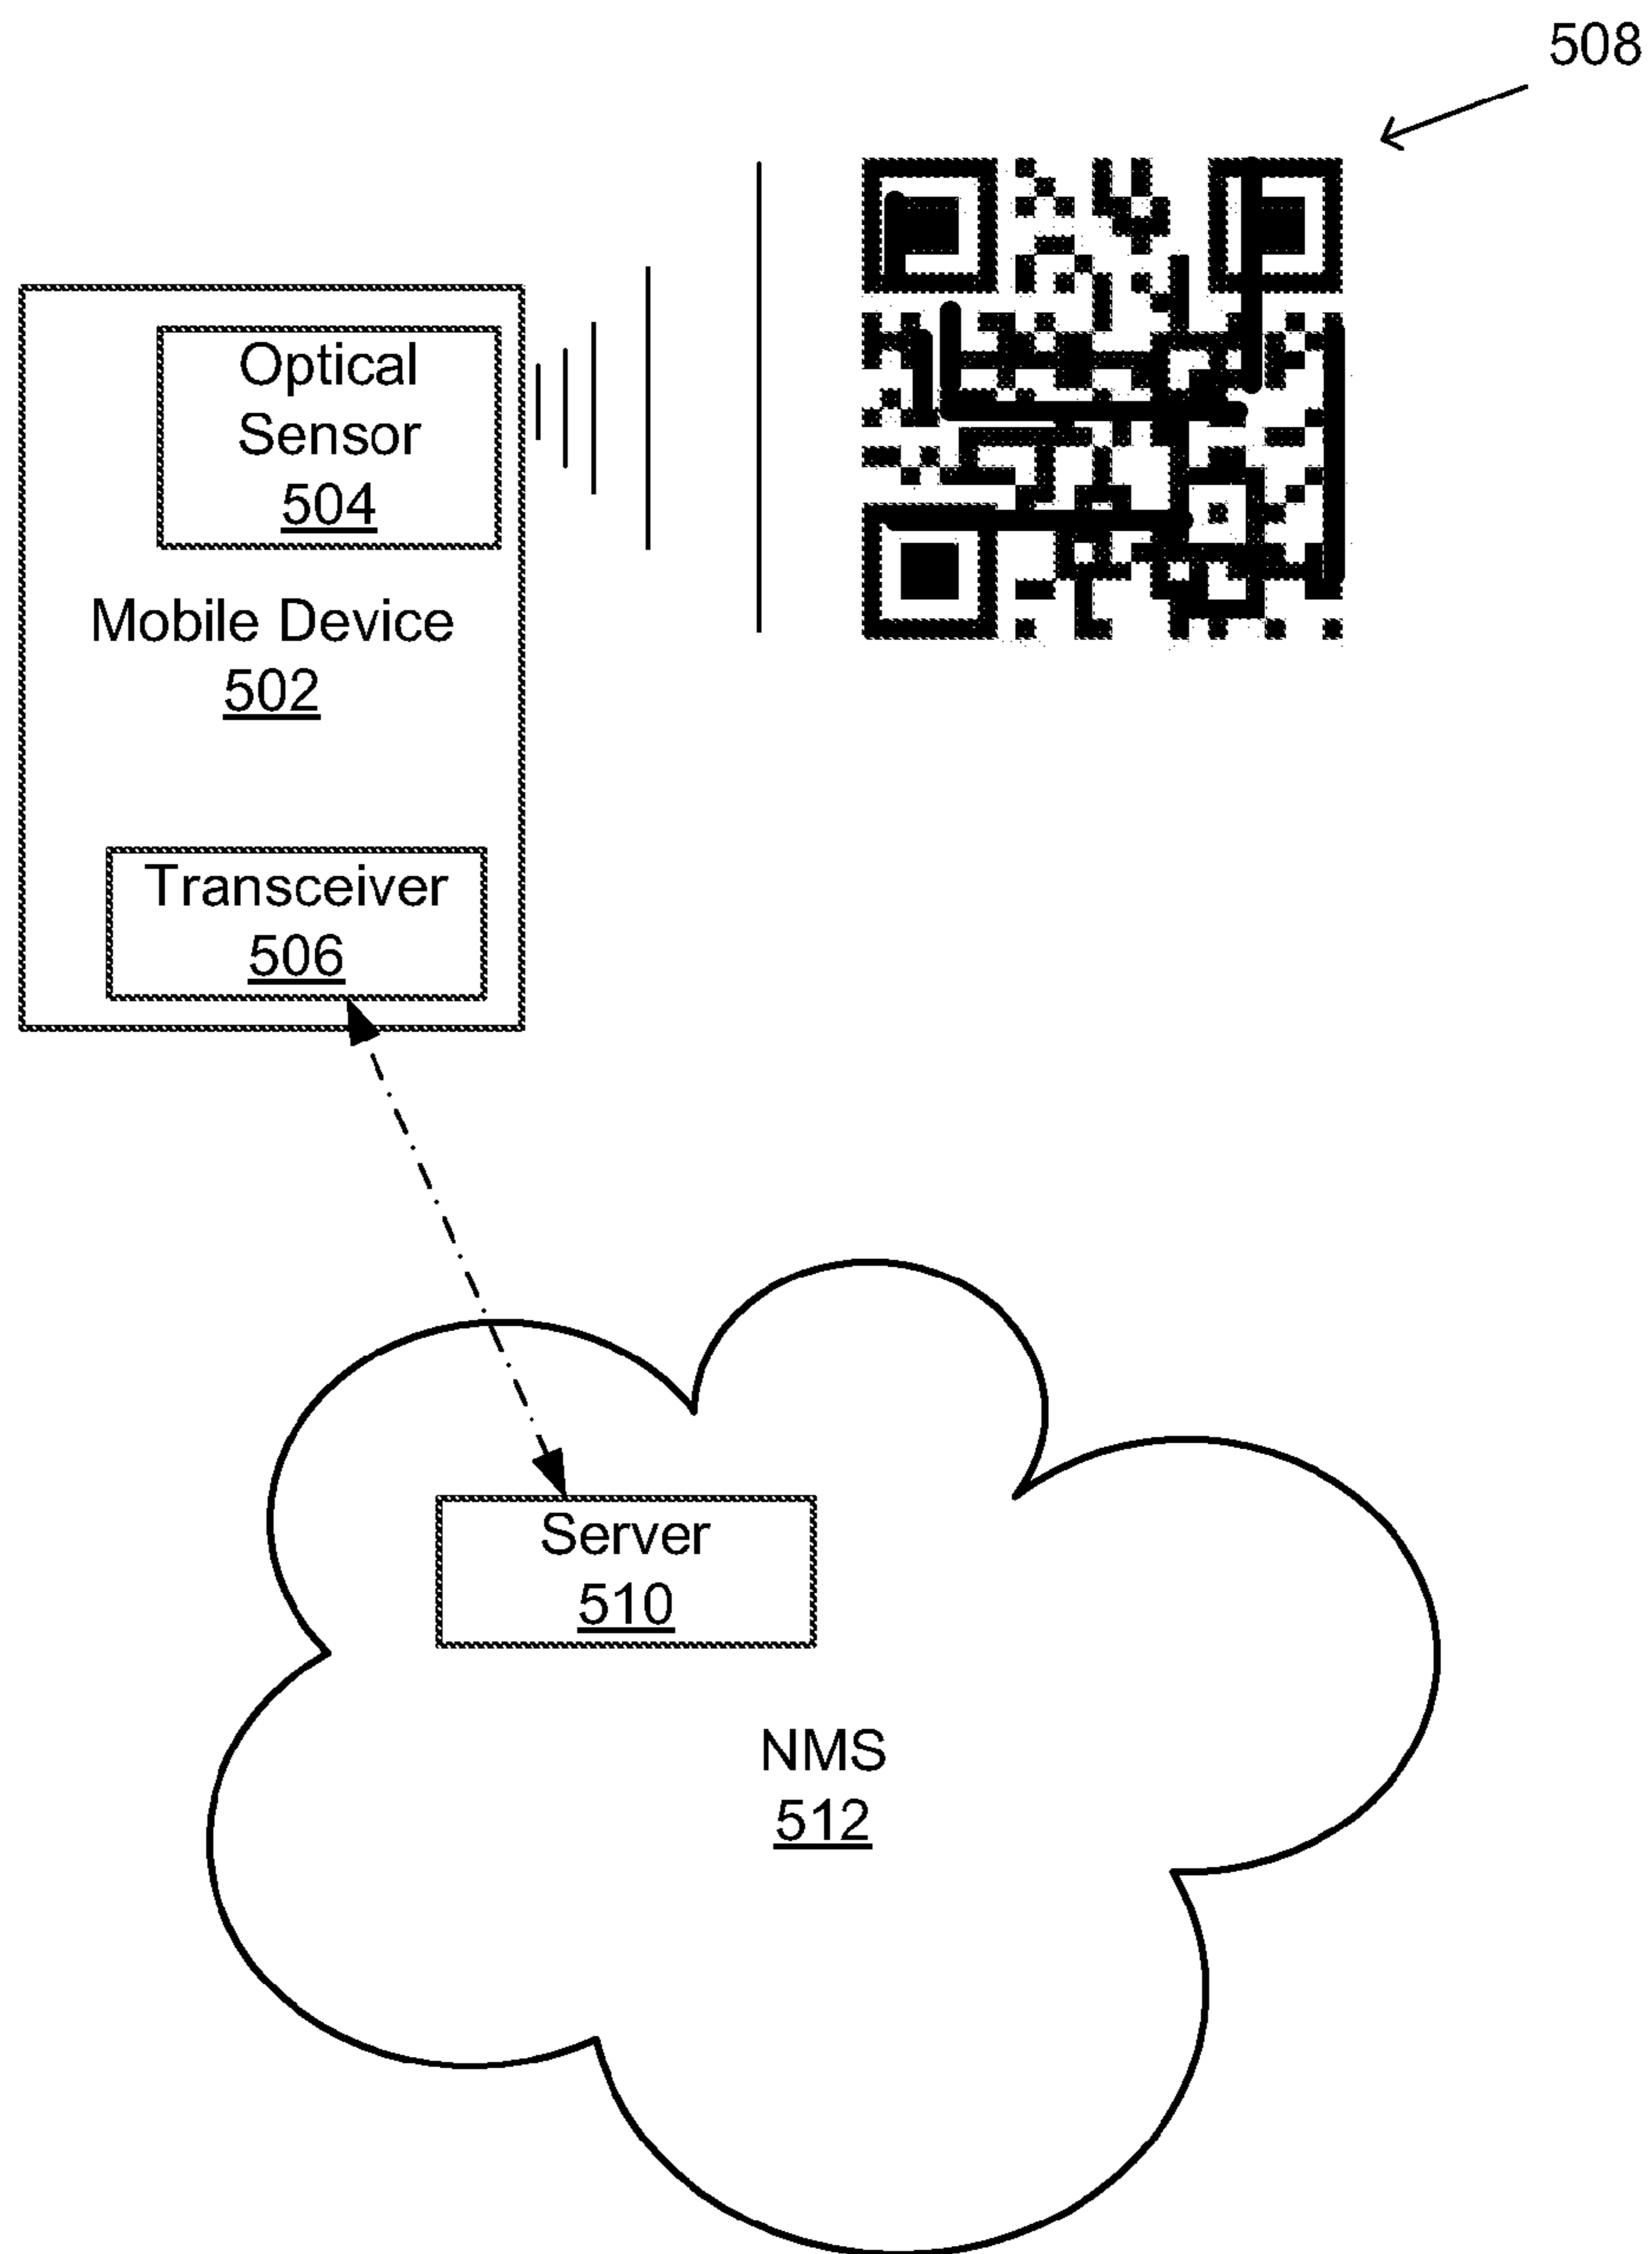 508
Optical
Sensor
504
Mobile Device
502
Transceiver
506
Server
510
NMS
512